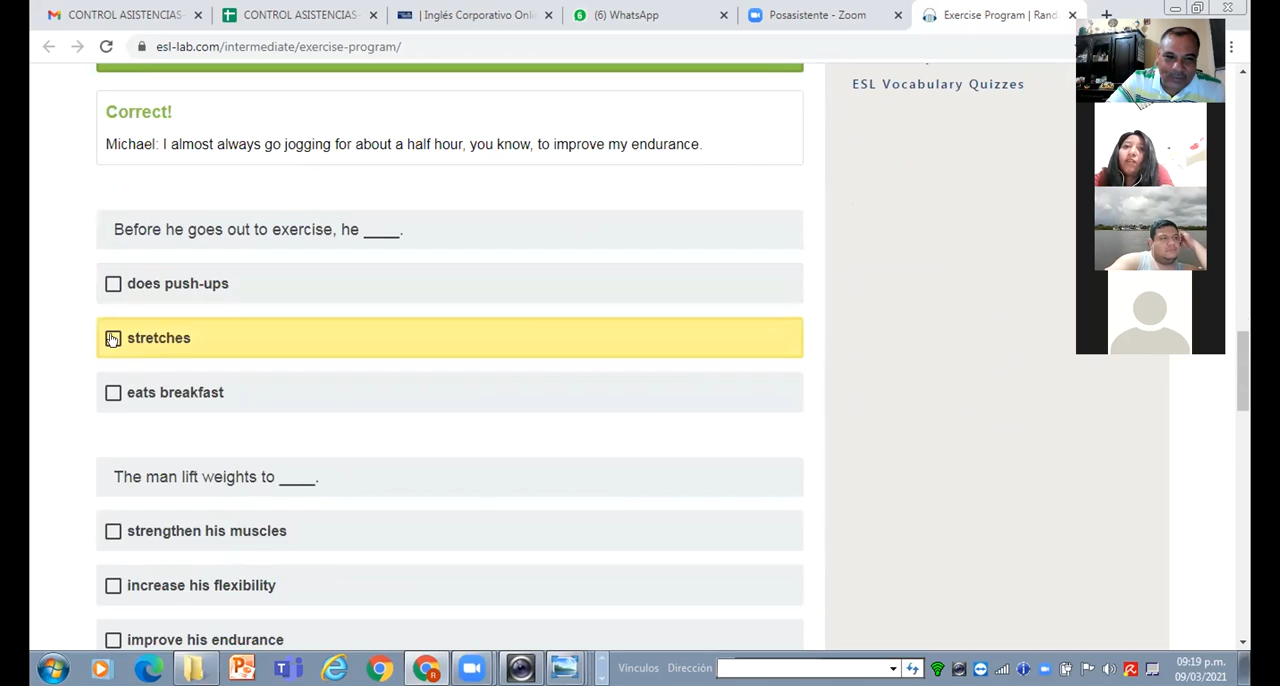 CONTROL ASISTENCIAS-
CONTROL ASISTENCIAS-
| Inglés Corporativo Onli
(6) WhatsApp
Posasistente - Zoom
Exercise Program | Rand
esl-lab.com/intermediate/exercise-program/
ESL Vocabulary Quizzes
Correct!
Michael: I almost always go jogging for about a half hour, you know, to improve my endurance.
Before he goes out to exercise, he ____.
does push-ups
stretches
eats breakfast
The man lift weights to ____.
strengthen his muscles
increase his flexibility
improve his endurance
Vínculos Dirección
09:19 p.m.
09/03/2021